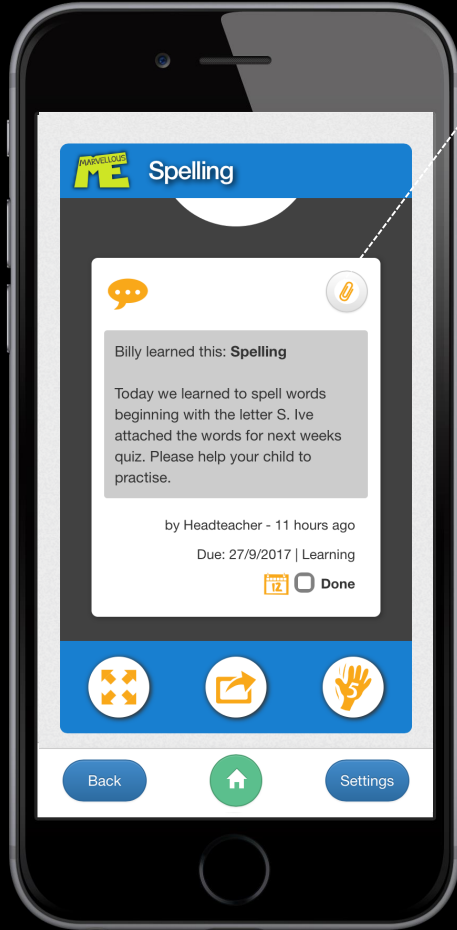 MARVELLOUS
ME
Spelling
Billy learned this: Spelling
Today we learned to spell words
beginning with the letter S. Ive
attached the words for next weeks
quiz. Please help your child to
practise.
by Headteacher - 11 hours ago
Due: 27/9/2017 | Learning
12
Done
5
Back
Settings